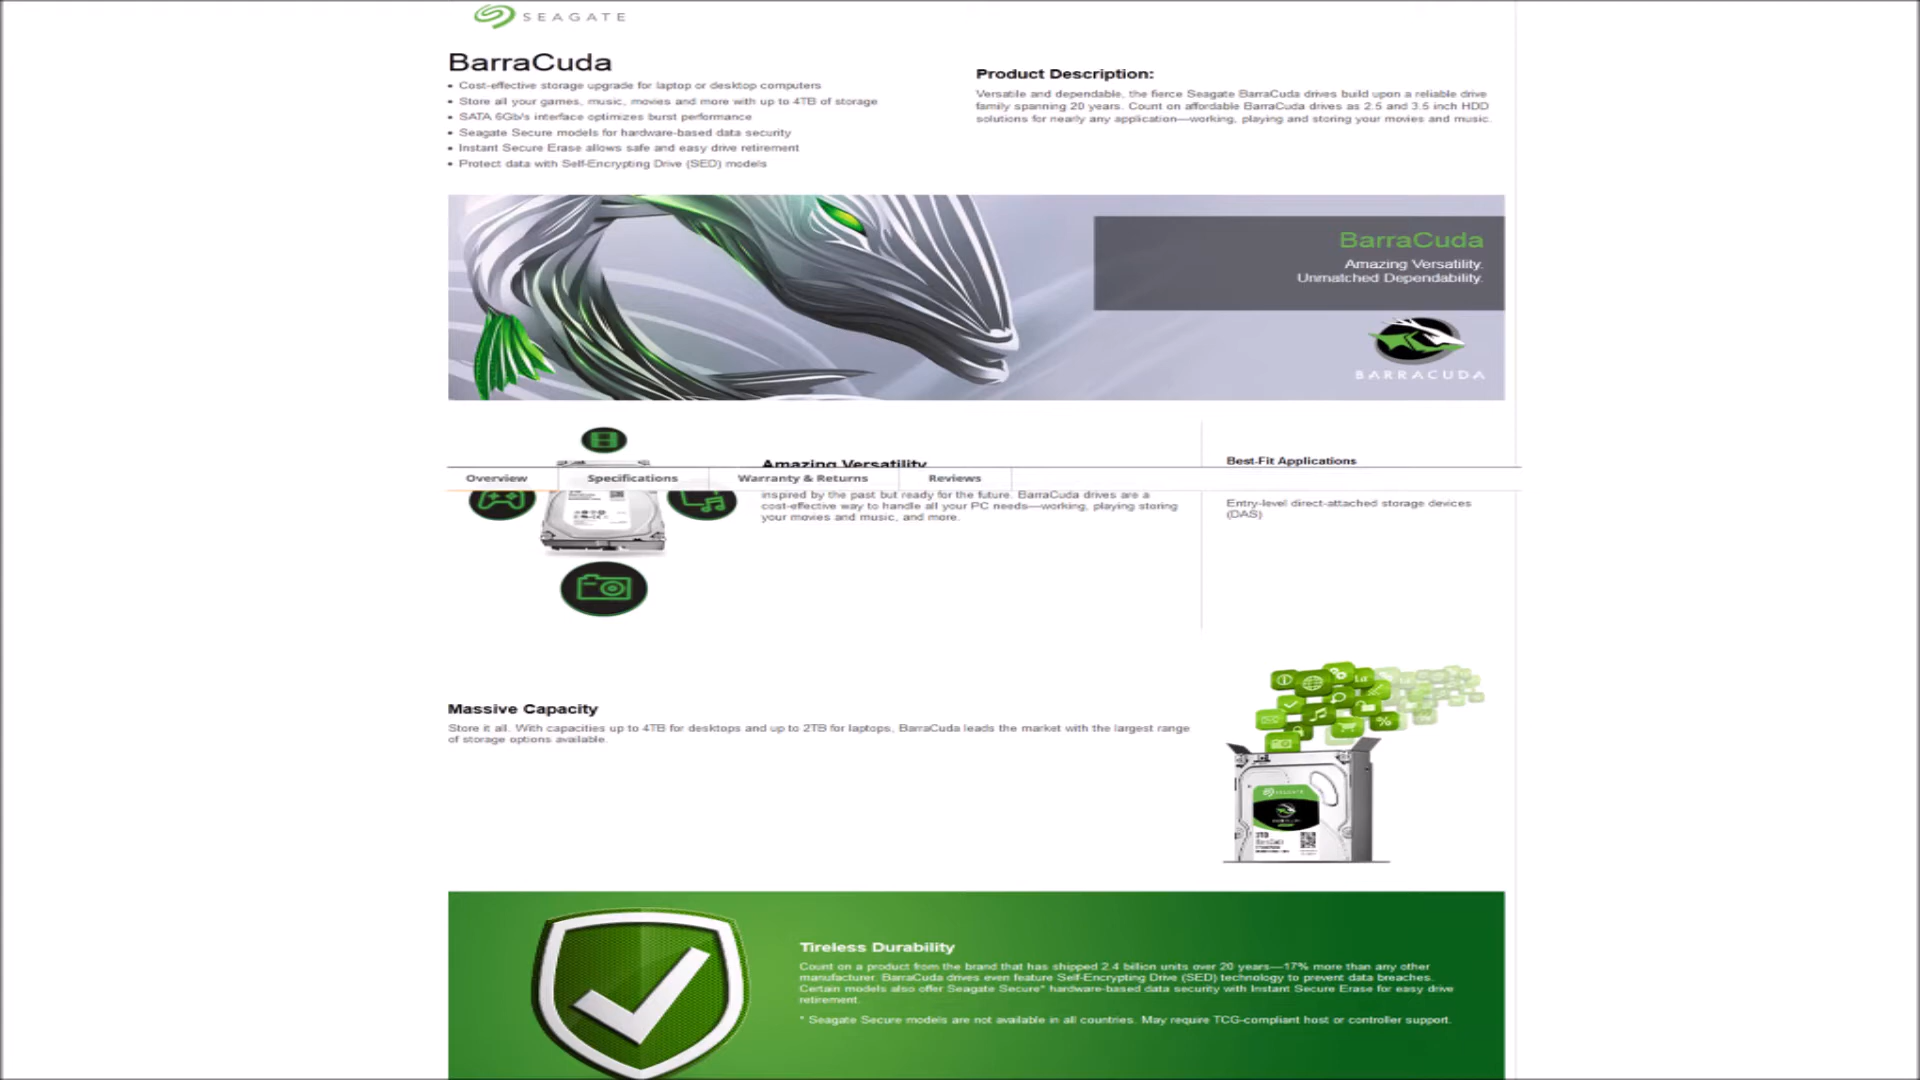 SEAGATE
BarraCuda
• Cost-effective storage upgrade for laptop or desktop computers
• Store all your games, music, movies and more with up to 4TB of storage
• SATA 6Gb/s interface optimizes burst performance
• Seagate Secure models for hardware-based data security
• Instant Secure Erase allows safe and easy drive retirement
• Protect data with Self-Encrypting Drive (SED) models
Product Description:
Versatile and dependable, the fierce Seagate BarraCuda drives build upon a reliable drive
family spanning 20 years. Count on affordable BarraCuda drives as 2.5 and 3.5 inch HDD
solutions for nearly any application—working, playing and storing your movies and music.
BarraCuda
Amazing Versatility.
Unmatched Dependability.
BARRACUDA
Amazing Versatility
Best-Fit Applications
Overview
Specifications
Warranty & Returns
Reviews
inspired by the past but ready for the future. BarraCuda drives are a
cost-effective way to handle all your PC needs—working, playing storing
your movies and music, and more.
Entry-level direct-attached storage devices
(DAS)
Massive Capacity
Store it all. With capacities up to 4TB for desktops and up to 2TB for laptops, BarraCuda leads the market with the largest range
of storage options available.
SEAGATE
Tireless Durability
Count on a product from the brand that has shipped 2.4 billion units over 20 years—17% more than any other
manufacturer. BarraCuda drives even feature Self-Encrypting Drive (SED) technology to prevent data breaches.
Certain models also offer Seagate Secure* hardware-based data security with Instant Secure Erase for easy drive
retirement.
* Seagate Secure models are not available in all countries. May require TCG-compliant host or controller support.